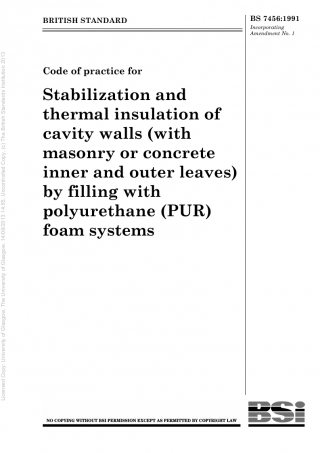 BRITISH STANDARD
BS 7456:1991
Incorporating
Amendment No. 1
Code of practice for
Stabilization and
thermal insulation of
cavity walls (with
masonry or concrete
inner and outer leaves)
by filling with
polyurethane (PUR)
foam systems
Licensed Copy: University of Glasgow, The University of Glasgow, 14/09/2013 14:55, Uncontrolled Copy, (c) The British Standards Institution 2013
BSi
NO COPYING WITHOUT BSI PERMISSION EXCEPT AS PERMITTED BY COPYRIGHT LAW